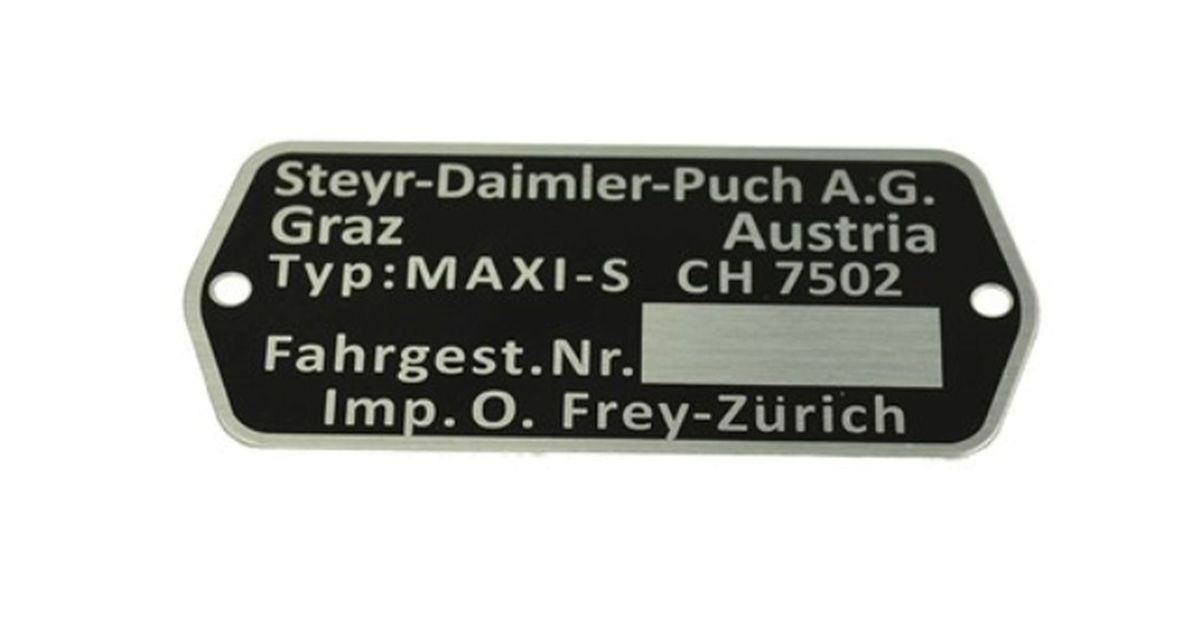 Steyr-Daimler-Puch A.G.
Graz Austria
Typ:MAXI-S CH 7502
Fahrgest.Nr.
Imp. O. Frey-Zürich